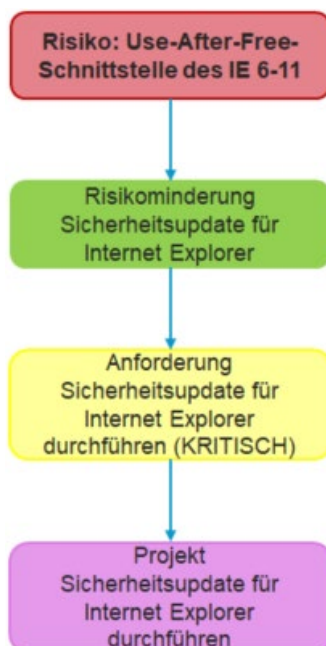 Risiko: Use-After-Free-
Schnittstelle des IE 6-11
Risikominderung
Sicherheitsupdate für
Internet Explorer
Anforderung
Sicherheitsupdate für
Internet Explorer
durchführen (KRITISCH)
Projekt
Sicherheitsupdate für
Internet Explorer
durchführen